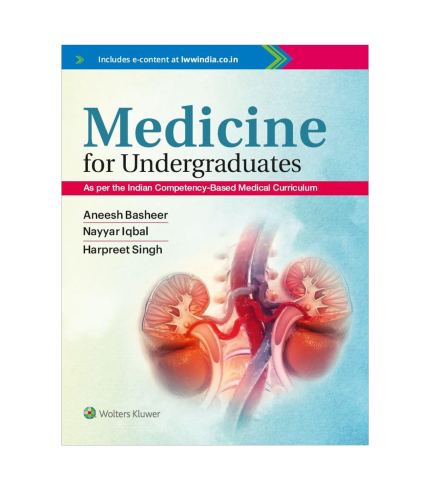 Includes e-content at lwwindia.co.in
Medicine
for Undergraduates
As per the Indian Competency-Based Medical Curriculum
Aneesh Basheer
Nayyar Iqbal
Harpreet Singh
Wolters Kluwer